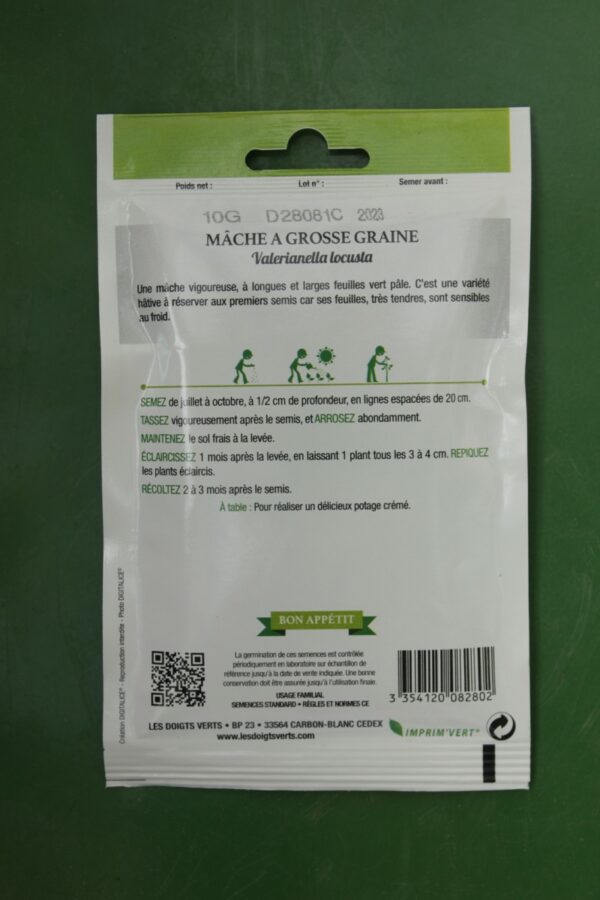 Poids net :
Lot n° :
Semer avant :
10G D28081C 2023
MÂCHE A GROSSE GRAINE
Valerianella locusta
Une mâche vigoureuse, à longues et larges feuilles vert pâle. C'est une variété
hâtive à réserver aux premiers semis car ses feuilles, très tendres, sont sensibles
au froid.
SEMEZ de juillet à octobre, à 1/2 cm de profondeur, en lignes espacées de 20 cm.
TASSEZ vigoureusement après le semis, et ARROSEZ abondamment.
MAINTENEZ le sol frais à la levée.
ÉCLAIRCISSEZ 1 mois après la levée, en laissant 1 plant tous les 3 à 4 cm. REPIQUEZ
les plants éclaircis.
RÉCOLTEZ 2 à 3 mois après le semis.
À table : Pour réaliser un délicieux potage crémé.
Création DIGITALICE® - Reproduction interdite - Photo DIGITALICE®
BON APPÉTIT
La germination de ces semences est contrôlée
périodiquement en laboratoire sur échantillon de
référence jusqu'à la date de vente indiquée. Une bonne
conservation doit être assurée jusqu'à l'utilisation finale.
USAGE FAMILIAL
SEMENCES STANDARD • RÈGLES ET NORMES CE
3 354120 082802
LES DOIGTS VERTS • BP 23 • 33564 CARBON-BLANC CEDEX
www.lesdoigtsverts.com
IMPRIM'VERT®